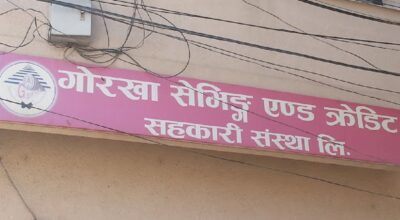 गोरखा सेभिङ्ग एण्ड क्रेडिट
सहकारी संस्था लि.